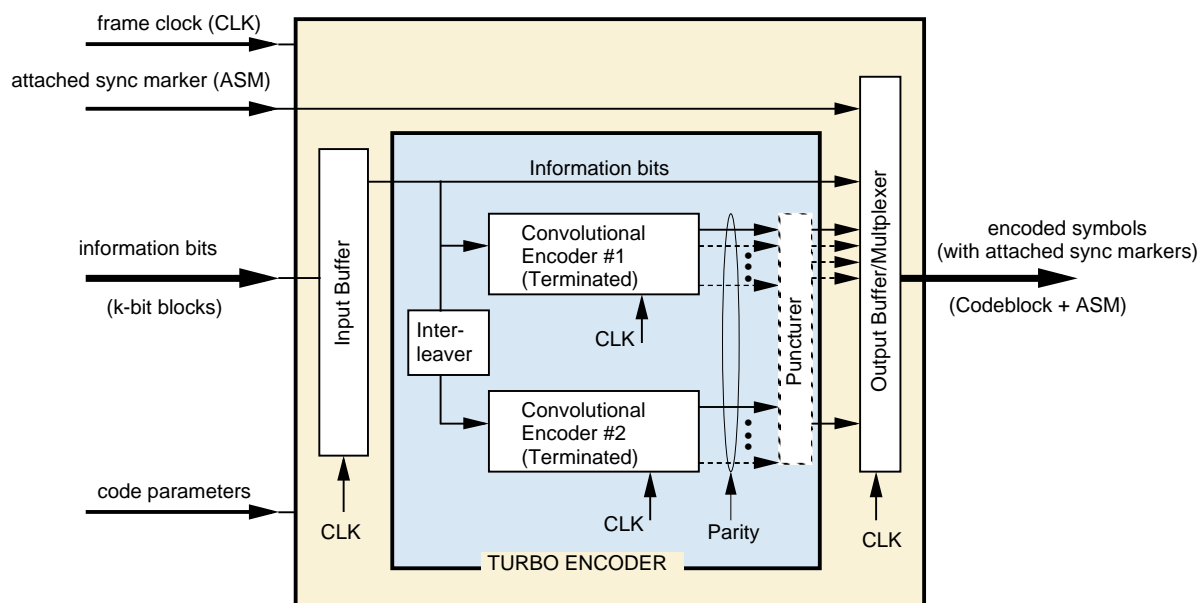 frame clock (CLK)
attached sync marker (ASM)
information bits
(k-bit blocks)
code parameters
Input Buffer
CLK
Information bits
Convolutional
Encoder #1
(Terminated)
CLK
Inter-
leaver
Convolutional
Encoder #2
(Terminated)
CLK
Parity
Puncturer
TURBO ENCODER
Output Buffer/Multplexer
CLK
encoded symbols
(with attached sync markers)
(Codeblock + ASM)